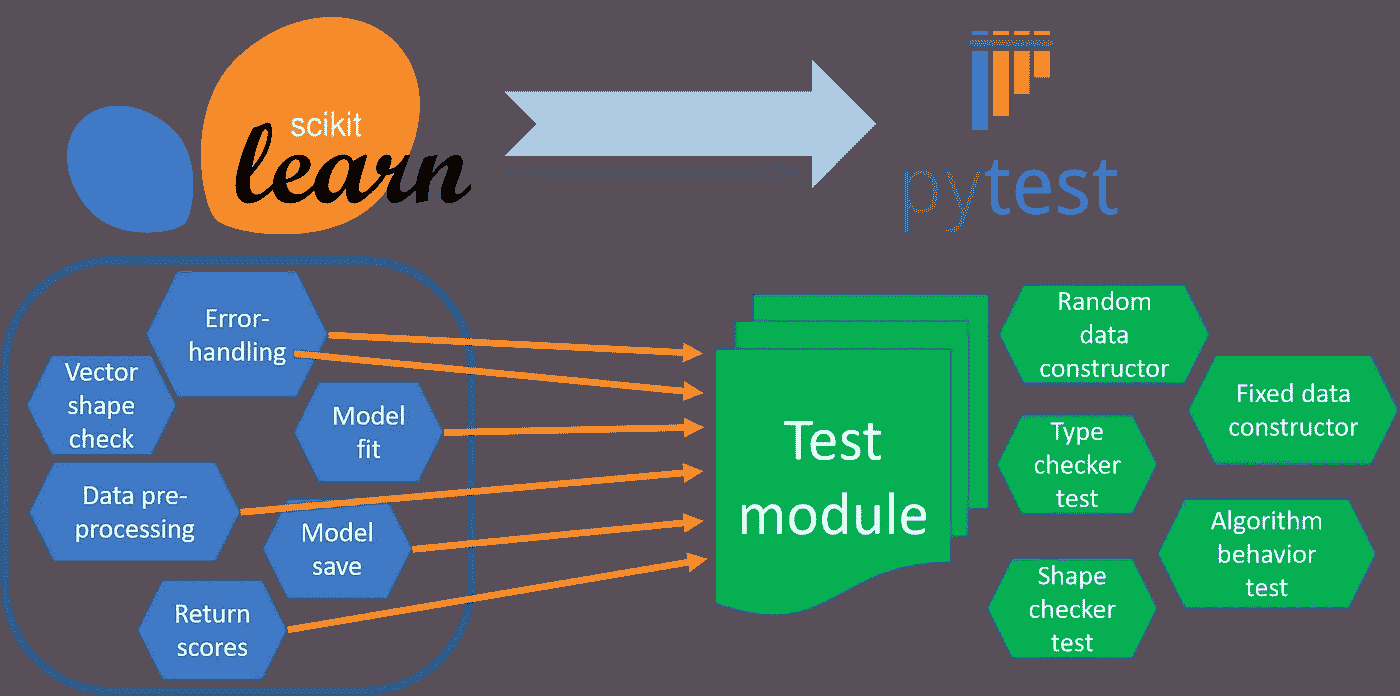 scikit
learn
pytest
Error-
handling
Vector
shape
check
Model
fit
Data pre-
processing
Model
save
Return
scores
Test
module
Random
data
constructor
Fixed data
constructor
Type
checker
test
Algorithm
behavior
test
Shape
checker
test